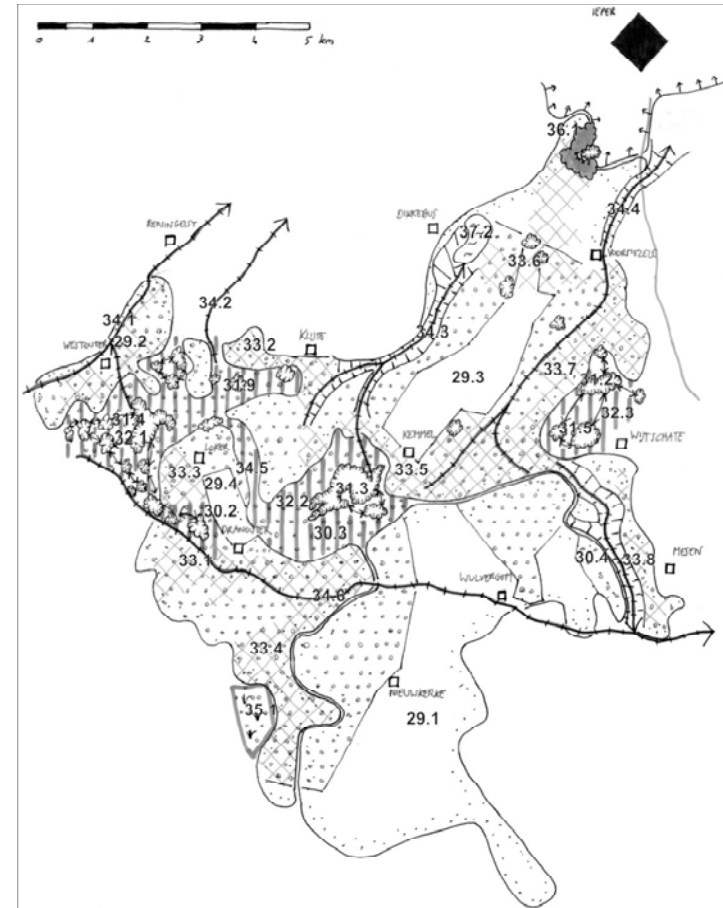 IEPER
0 1 2 3 4 5 km
36.1
34.4
RENINGELST
DIKKEBUS
37.2
33.6
VOORMEZELE
34.2
34.1
29.2
33.2
KLIJTE
34.3
WESTOUTER
33.7
31.9
29.3
31.2
32.3
31.4
32.1
31.5
WIJTSCHATE
LOKER
KEMMEL
33.3
34.5
33.5
29.4
32.2
31.3
30.2
30.3
DRANOUTER
33.1
30.4
33.8
MESEN
WULVERGEM
34.6
33.4
NIEUWKERKE
35.1
29.1